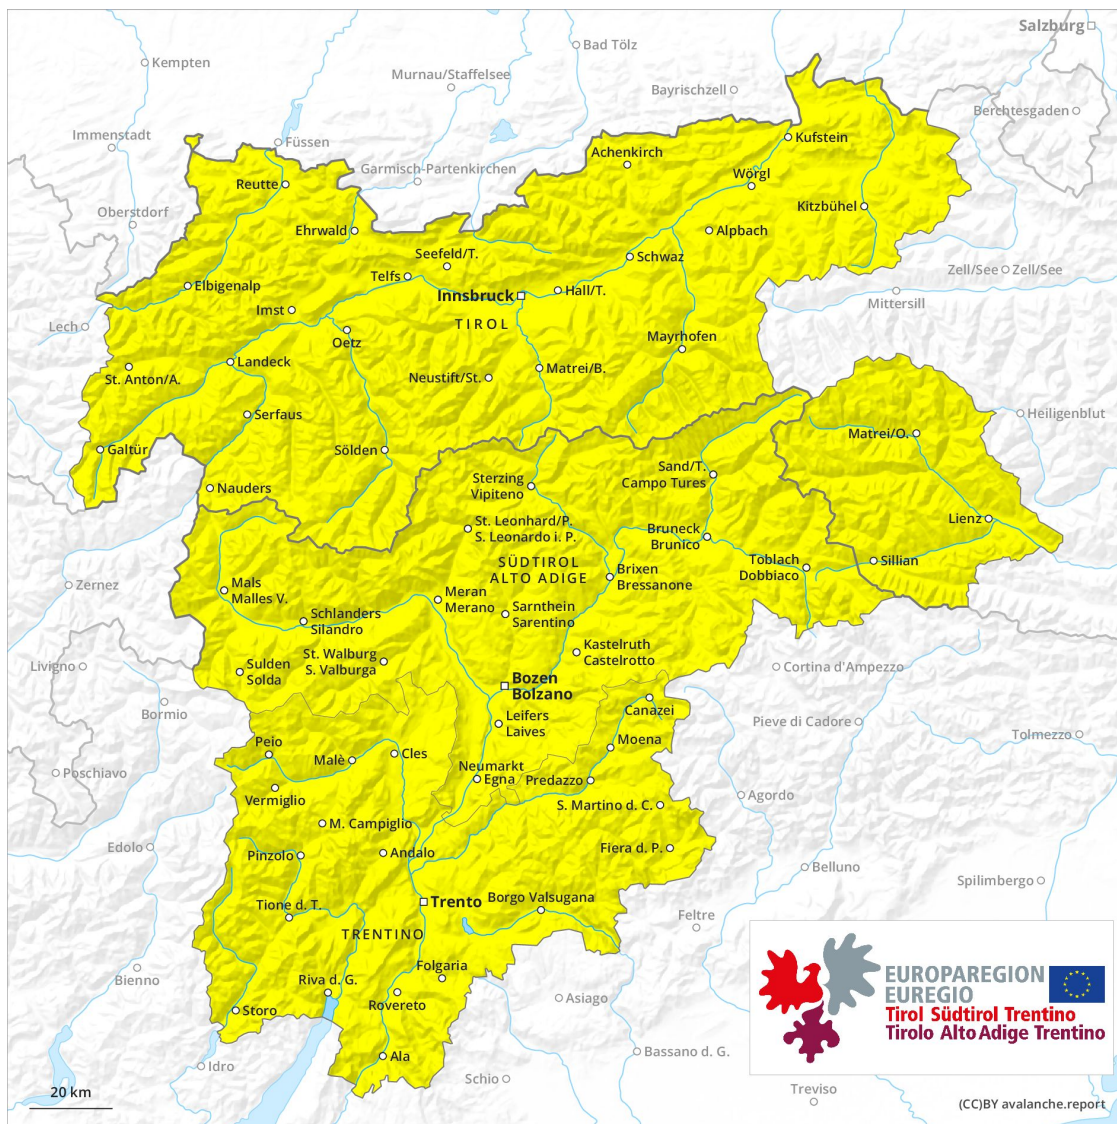 Salzburg
Bad Tölz
Kempten
Murnau/Staffelsee
Bayrischzell
Berchtesgaden
Immenstadt
Füssen
Kufstein
Achenkirch
Garmisch-Partenkirchen
Wörgl
Reutte
Oberstdorf
Kitzbühel
Ehrwald
Alpbach
Seefeld/T.
Schwaz
Telfs
Zell/See
Zell/See
Elbigenalp
Innsbruck
Hall/T.
Mittersill
Imst
TIROL
Lech
Oetz
Mayrhofen
Landeck
Matrei/B.
St. Anton/A.
Neustift/St.
Serfaus
Heiligenblut
Matrei/O.
Galtür
Sölden
Sand/T.
Campo Tures
Sterzing
Vipiteno
Nauders
St. Leonhard/P.
S. Leonardo i. P.
Lienz
Bruneck
Brunico
SÜDTIROL
ALTO ADIGE
Toblach
Dobbiaco
Sillian
Brixen
Bressanone
Zernez
Mals
Malles V.
Meran
Merano
Sarnthein
Sarentino
Schlanders
Silandro
Kastelruth
Castelrotto
St. Walburg
S. Valburga
Livigno
Sulden
Solda
Cortina d'Ampezzo
Bozen
Bolzano
Bormio
Canazei
Leifers
Laives
Pieve di Cadore
Tolmezzo
Peio
Moena
Malè
Cles
Poschiavo
Neumarkt
Egna
Predazzo
Vermiglio
Agordo
S. Martino d. C.
M. Campiglio
Edolo
Pinzolo
Andalo
Fiera d. P.
Belluno
Spilimbergo
Trento
Borgo Valsugana
Tione d. T.
Feltre
TRENTINO
Folgaria
Bienno
Riva d. G.
EUROPAREGION
EUREGIO
Tirol Südtirol Trentino
Tirolo Alto Adige Trentino
Asiago
Rovereto
Storo
Bassano d. G.
Ala
Idro
Schio
Treviso
20 km
(CC)BY avalanche.report